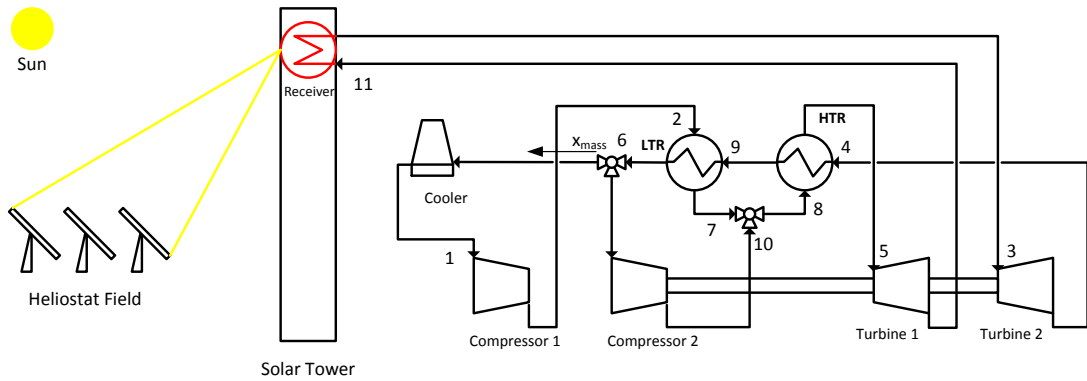 Sun
Receiver
11
2
LTR
9
HTR
4
6
x_mass
Cooler
7
10
8
1
5
3
Heliostat Field
Compressor 1
Compressor 2
Turbine 1
Turbine 2
Solar Tower